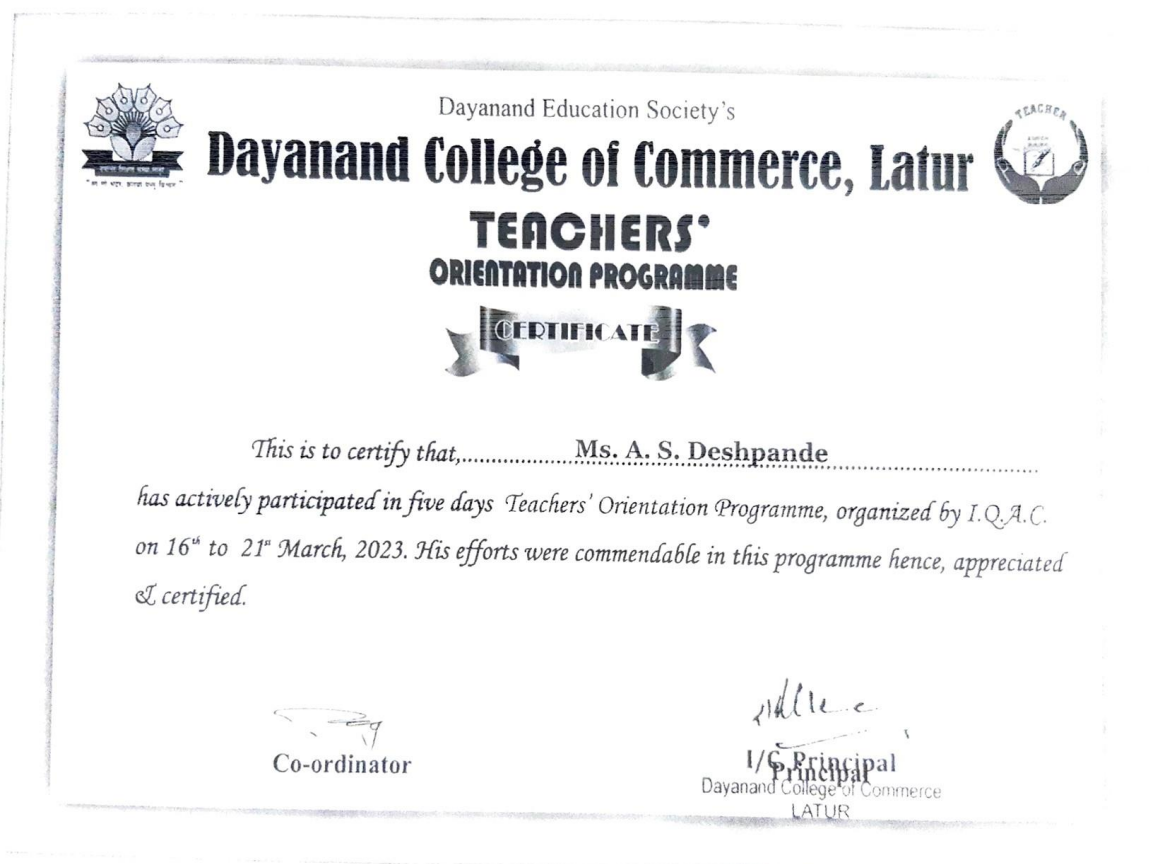 Dayanand Education Society's
Dayanand College of Commerce, Latur
TEACHER
TEACHERS'
ORIENTATION PROGRAMME
CERTIFICATE
This is to certify that,................Ms. A. S. Deshpande................
has actively participated in five days Teachers' Orientation Programme, organized by I.Q.A.C.
on 16th to 21st March, 2023. His efforts were commendable in this programme hence, appreciated
& certified.
Co-ordinator
I/C Principal
Principal
Dayanand College of Commerce
LATUR